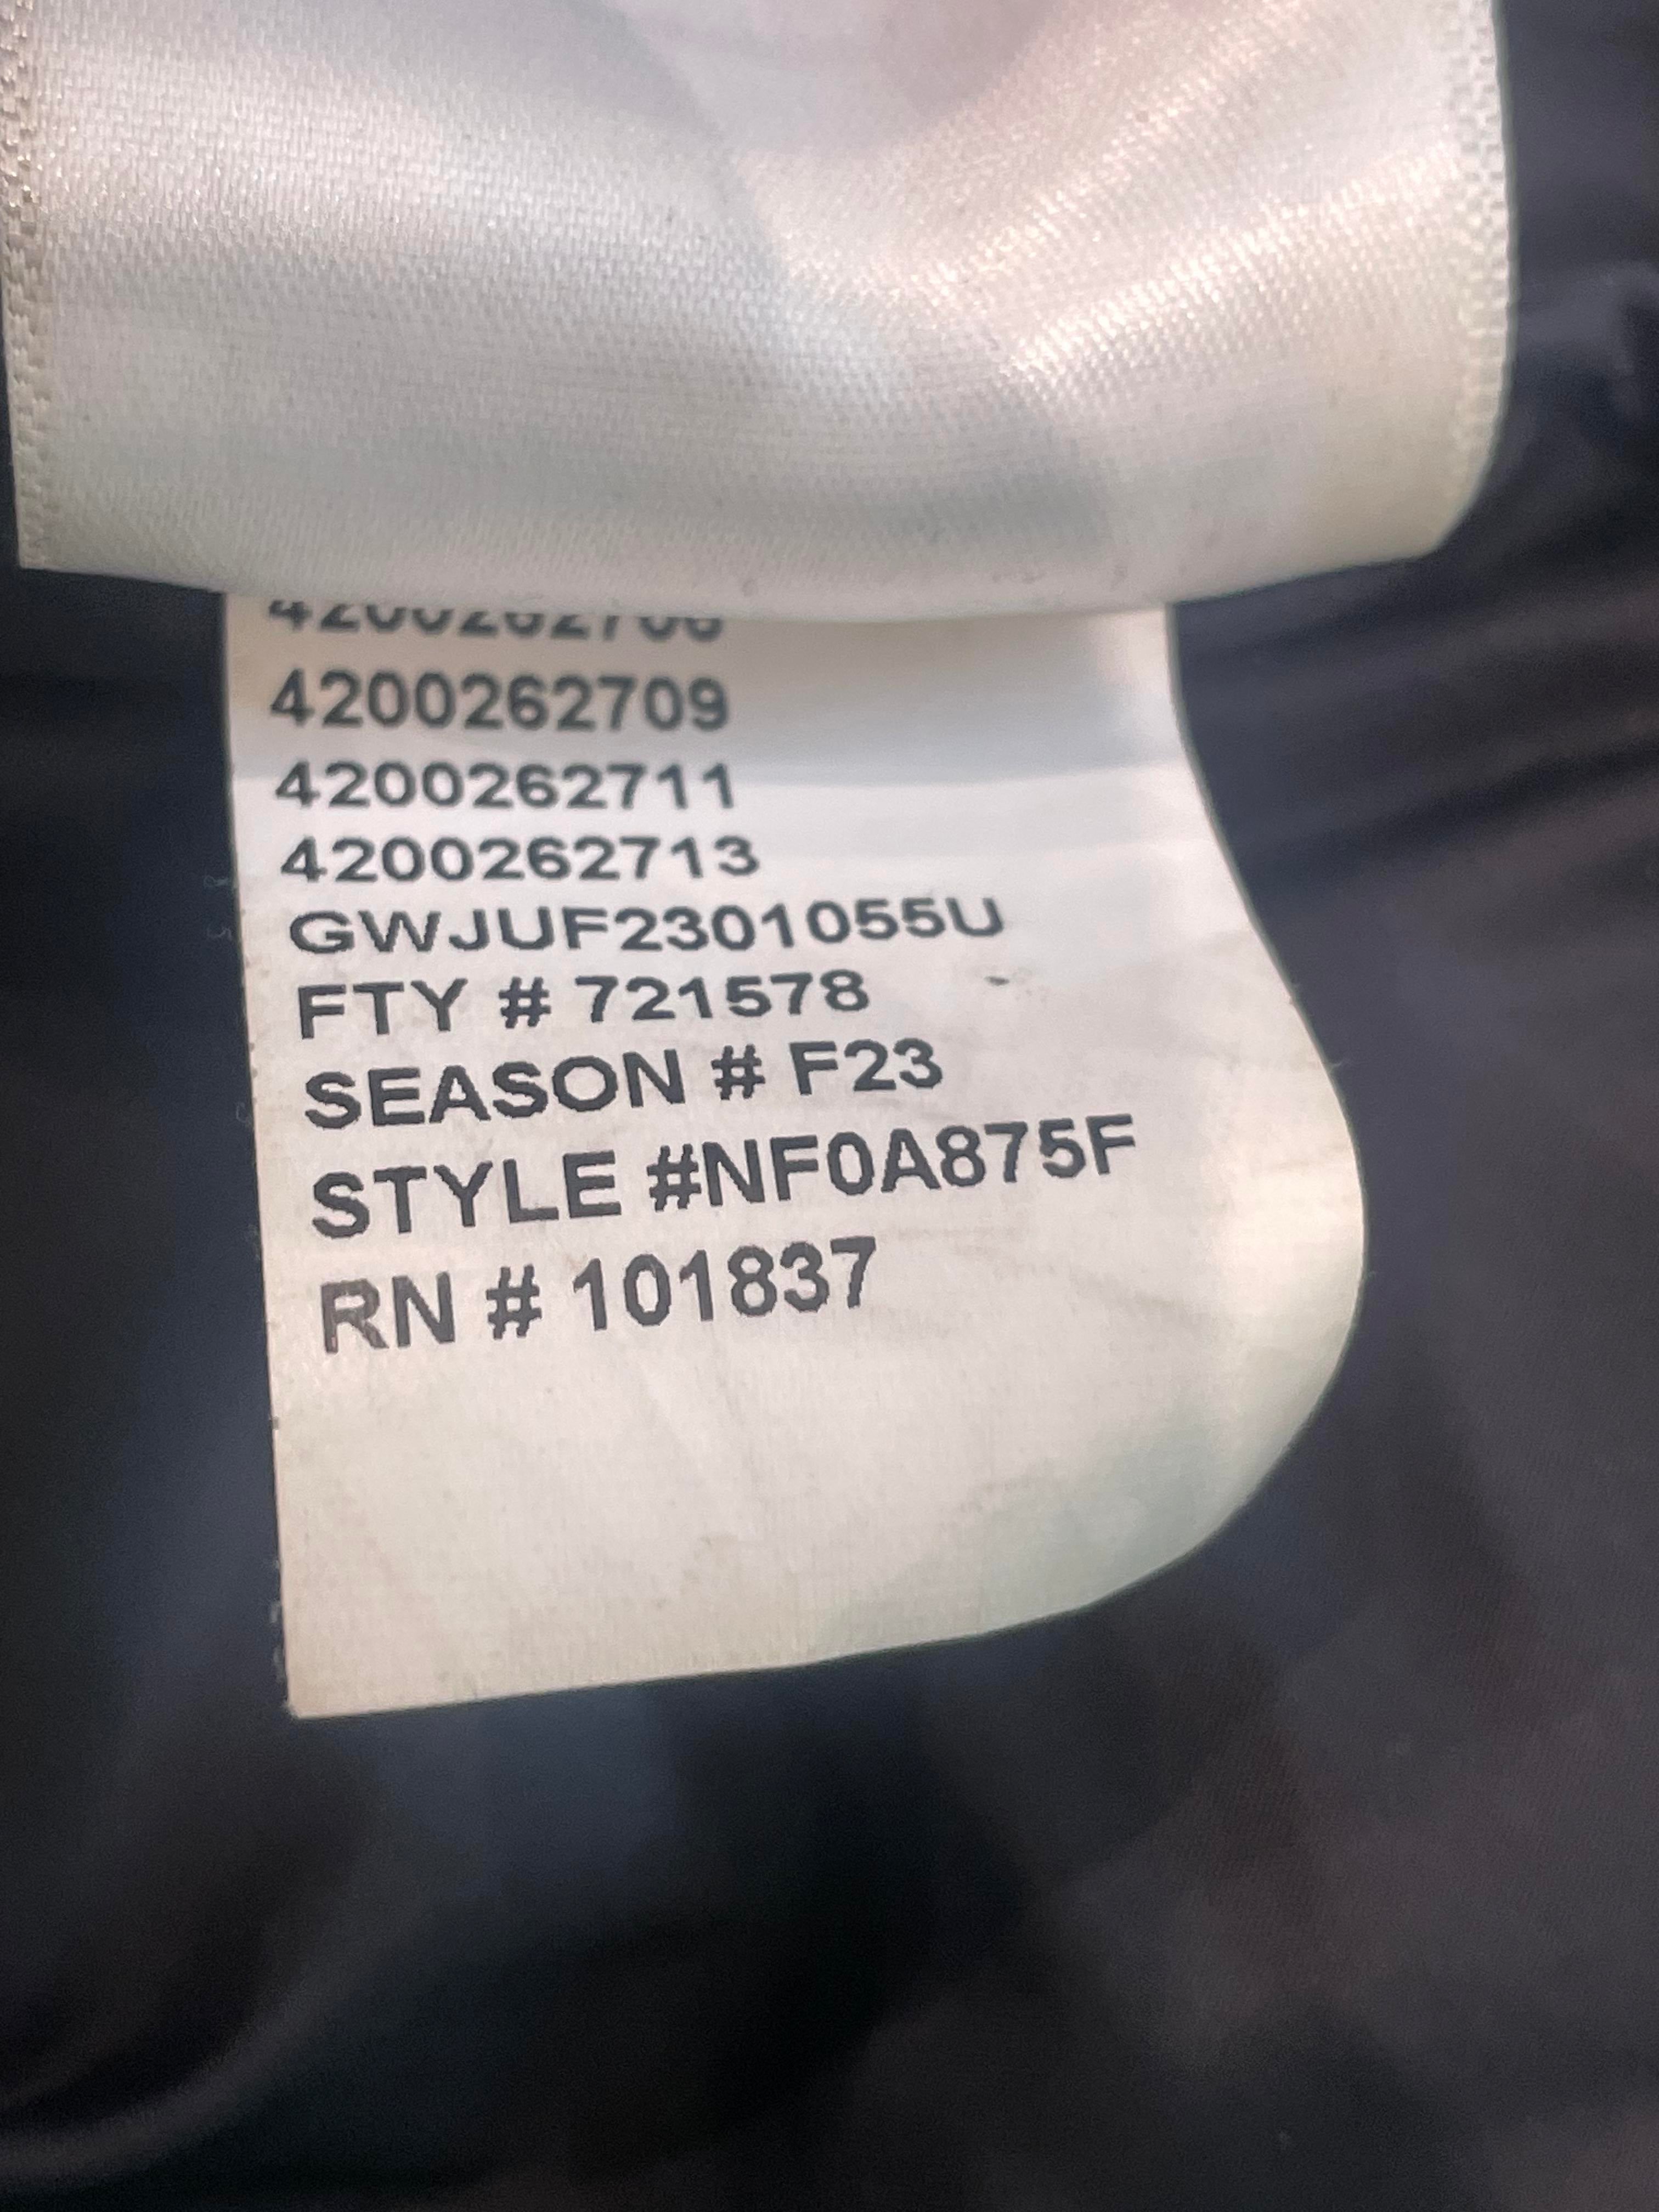 4200262709
4200262711
4200262713
GWJUF2301055U
FTY # 721578
SEASON # F23
STYLE #NF0A875F
RN # 101837